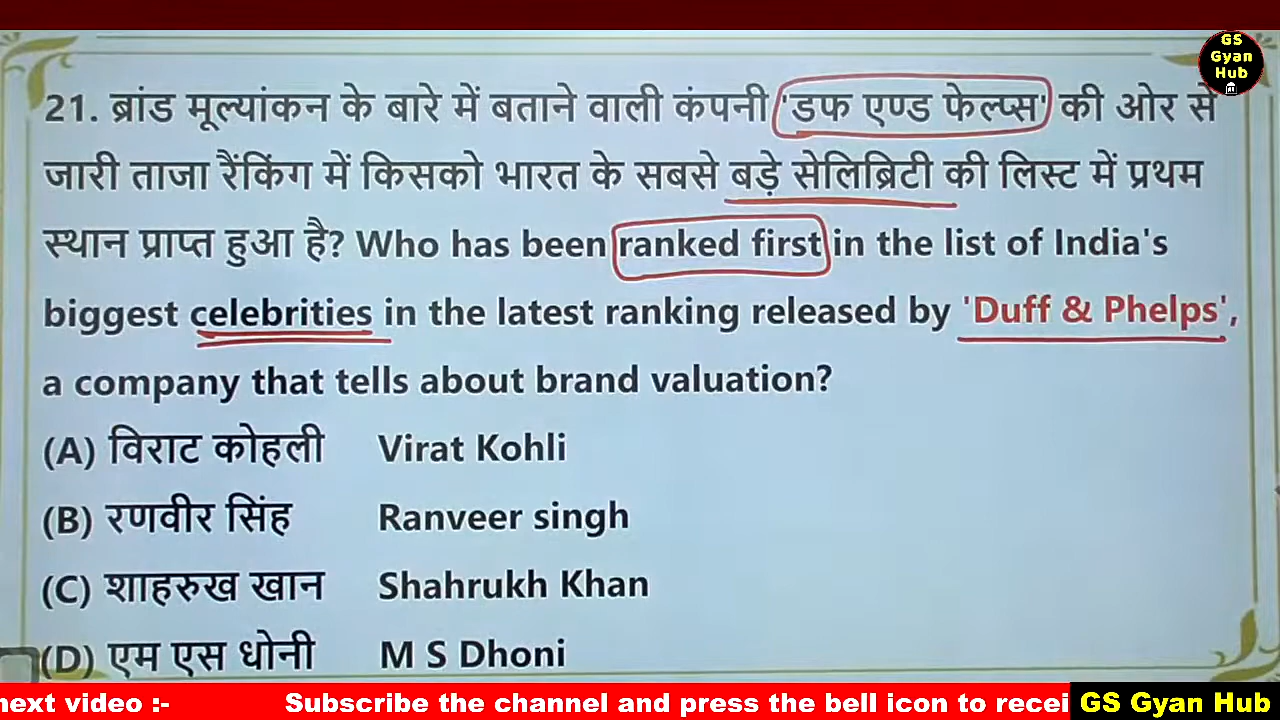 GS
Gyan
Hub
21. ब्रांड मूल्यांकन के बारे में बताने वाली कंपनी 'डफ एण्ड फेल्प्स' की ओर से
जारी ताजा रैंकिंग में किसको भारत के सबसे बड़े सेलिब्रिटी की लिस्ट में प्रथम
स्थान प्राप्त हुआ है? Who has been ranked first in the list of India's
biggest celebrities in the latest ranking released by 'Duff & Phelps',
a company that tells about brand valuation?
(A) विराट कोहली Virat Kohli
(B) रणवीर सिंह Ranveer singh
(C) शाहरुख खान Shahrukh Khan
(D) एम एस धोनी M S Dhoni
next video :- Subscribe the channel and press the bell icon to recei GS Gyan Hub